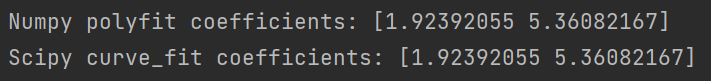 Numpy polyfit coefficients: [1.92392055 5.36082167]
Scipy curve_fit coefficients: [1.92392055 5.36082167]